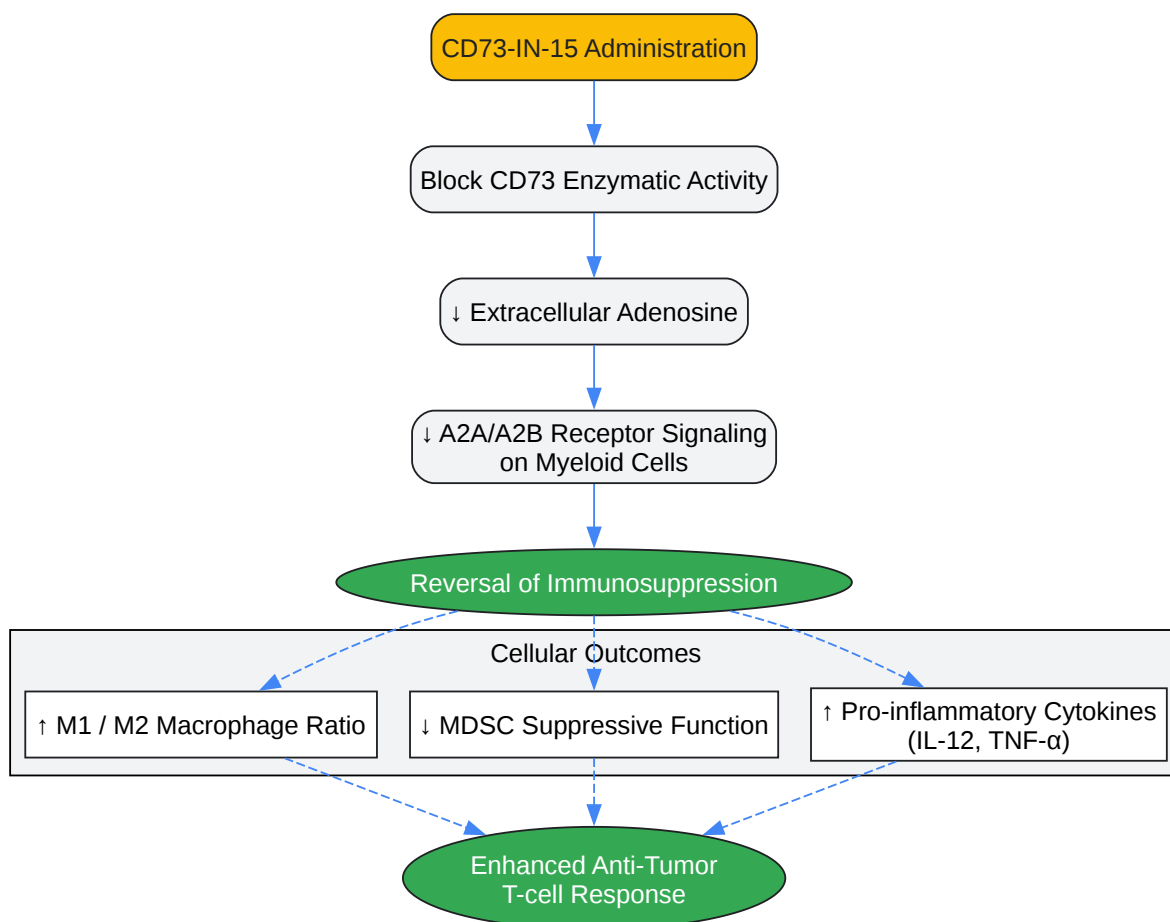 CD73-IN-15 Administration
Block CD73 Enzymatic Activity
↓ Extracellular Adenosine
↓ A2A/A2B Receptor Signaling
on Myeloid Cells
Reversal of Immunosuppression
Cellular Outcomes
↑ M1 / M2 Macrophage Ratio
↓ MDSC Suppressive Function
↑ Pro-inflammatory Cytokines
(IL-12, TNF-α)
Enhanced Anti-Tumor
T-cell Response